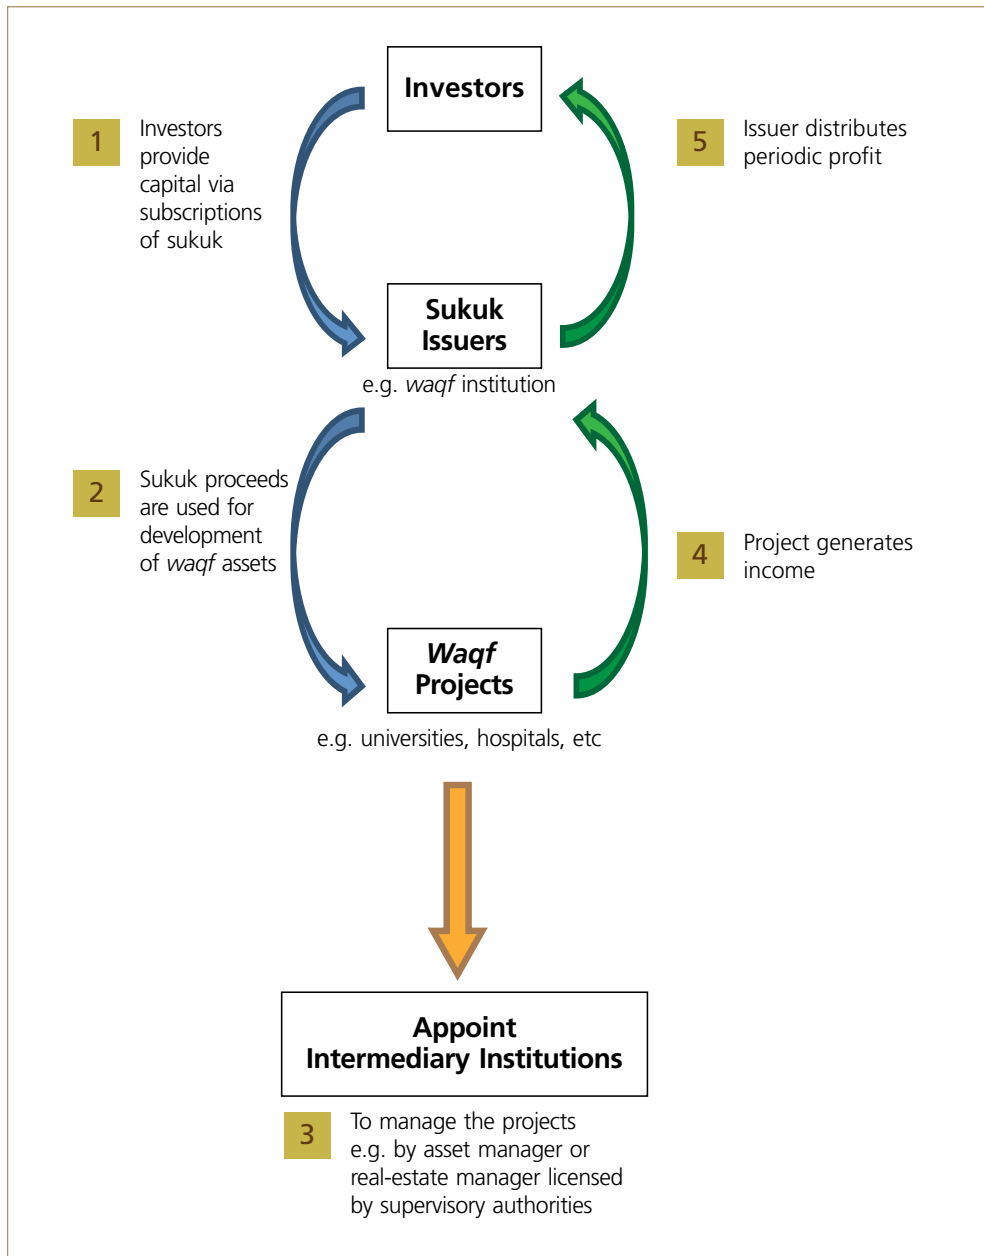 Investors
1
Investors
provide
capital via
subscriptions
of sukuk
5
Issuer distributes
periodic profit
Sukuk
Issuers
e.g. waqf institution
2
Sukuk proceeds
are used for
development
of waqf assets
4
Project generates
income
Waqf
Projects
e.g. universities, hospitals, etc
Appoint
Intermediary Institutions
3
To manage the projects
e.g. by asset manager or
real-estate manager licensed
by supervisory authorities